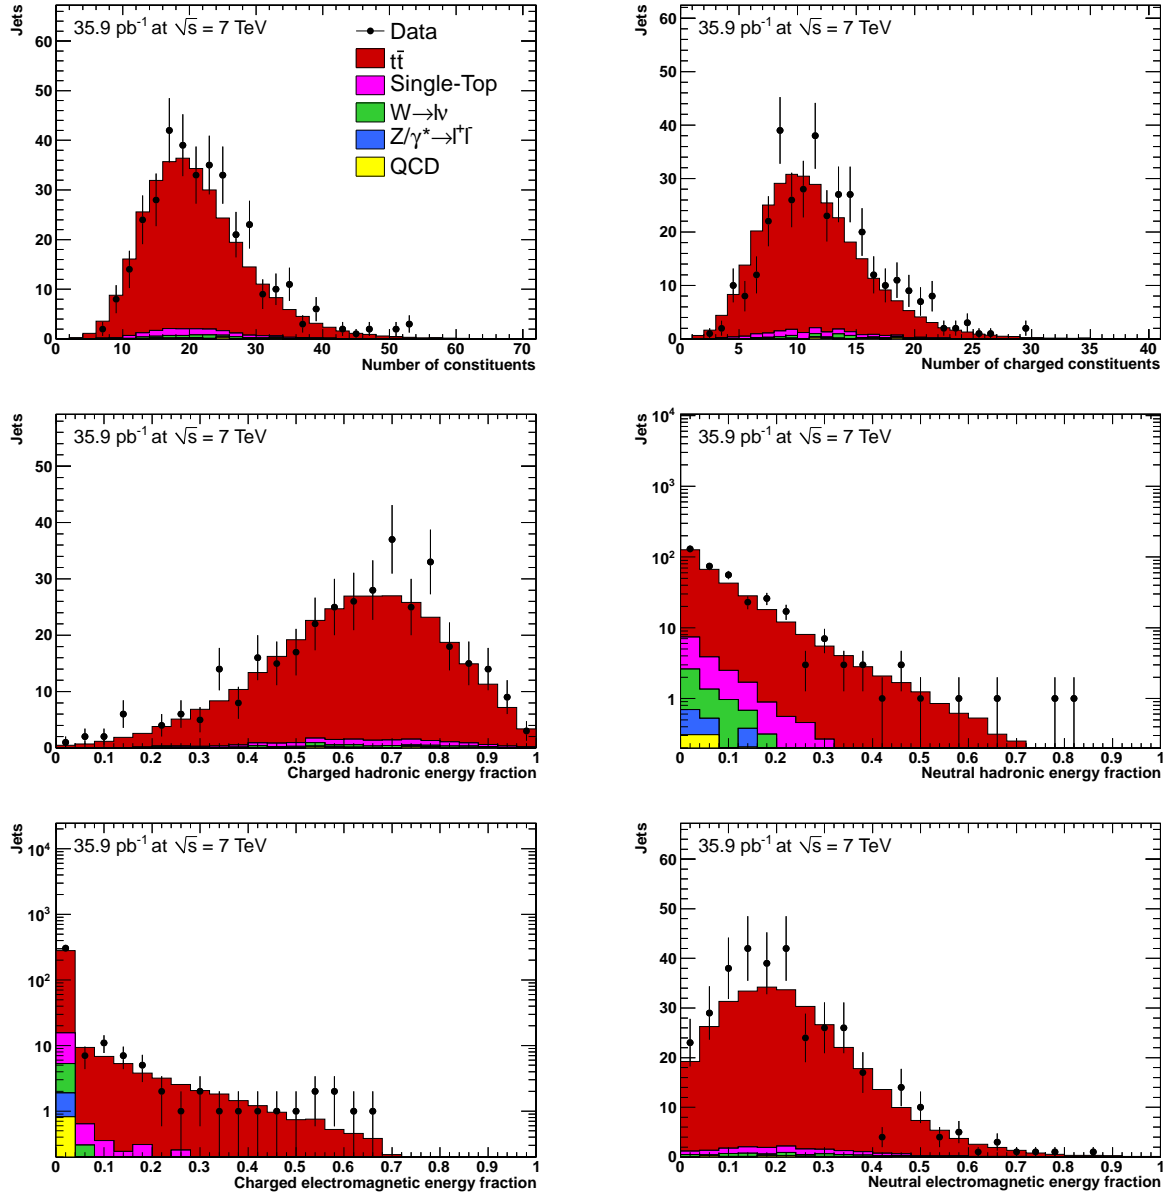 Jets
35.9 pb⁻¹ at √s = 7 TeV
Data
tt̄
Single-Top
W→lν
Z/γ*→l⁺l⁻
QCD
60
50
40
30
20
10
0
0 10 20 30 40 50 60 70
Number of constituents
Jets
35.9 pb⁻¹ at √s = 7 TeV
60
50
40
30
20
10
0
0 5 10 15 20 25 30 35 40
Number of charged constituents
Jets
35.9 pb⁻¹ at √s = 7 TeV
50
40
30
20
10
0
0 0.1 0.2 0.3 0.4 0.5 0.6 0.7 0.8 0.9 1
Charged hadronic energy fraction
Jets
35.9 pb⁻¹ at √s = 7 TeV
10⁴
10³
10²
10
1
0 0.1 0.2 0.3 0.4 0.5 0.6 0.7 0.8 0.9 1
Neutral hadronic energy fraction
Jets
35.9 pb⁻¹ at √s = 7 TeV
10⁴
10³
10²
10
1
0 0.1 0.2 0.3 0.4 0.5 0.6 0.7 0.8 0.9 1
Charged electromagnetic energy fraction
Jets
35.9 pb⁻¹ at √s = 7 TeV
60
50
40
30
20
10
0
0 0.1 0.2 0.3 0.4 0.5 0.6 0.7 0.8 0.9 1
Neutral electromagnetic energy fraction